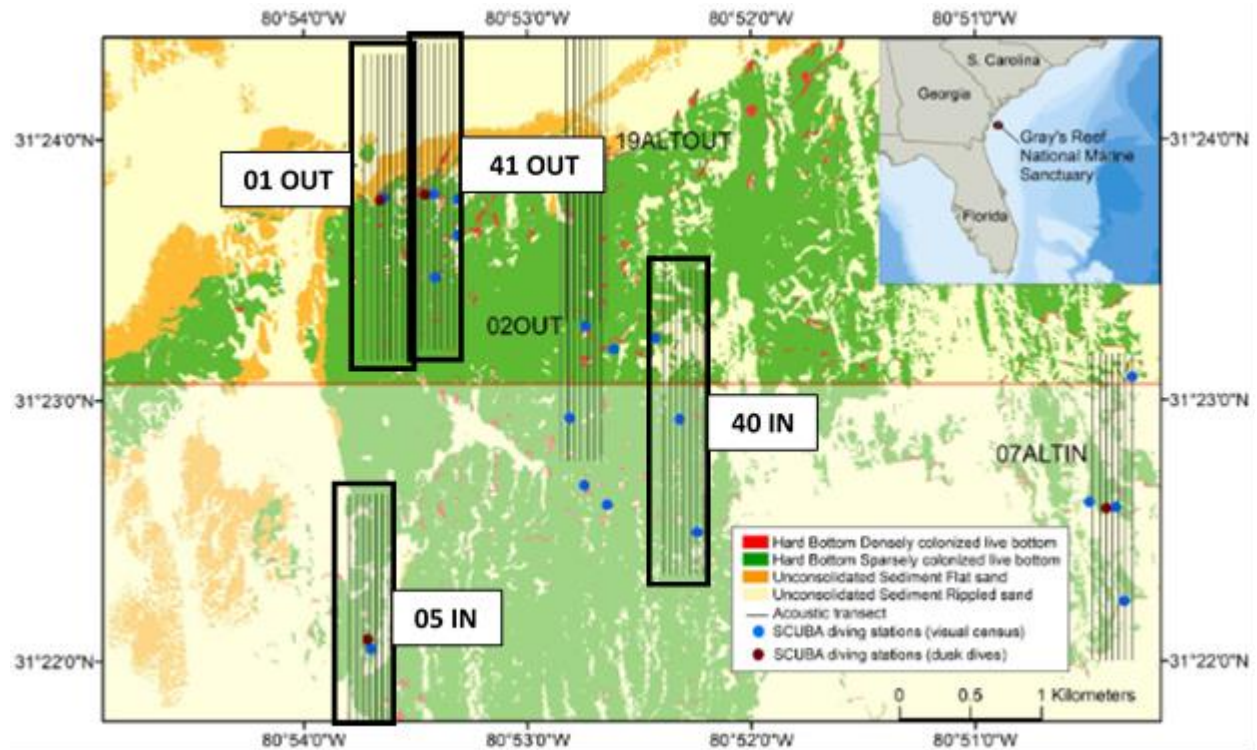 80°54'0"W 80°53'0"W 80°52'0"W 80°51'0"W
S. Carolina
Georgia
Gray's Reef
National Marine
Sanctuary
Florida
31°24'0"N 31°24'0"N
19ALTOUT
01 OUT
41 OUT
02OUT
31°23'0"N 31°23'0"N
40 IN
07ALTIN
Hard Bottom Densely colonized live bottom
Hard Bottom Sparsely colonized live bottom
Unconsolidated Sediment Flat sand
Unconsolidated Sediment Rippled sand
Acoustic transect
SCUBA diving stations (visual census)
SCUBA diving stations (dusk dives)
05 IN
31°22'0"N 31°22'0"N
0 0.5 1 Kilometers
80°54'0"W 80°53'0"W 80°52'0"W 80°51'0"W